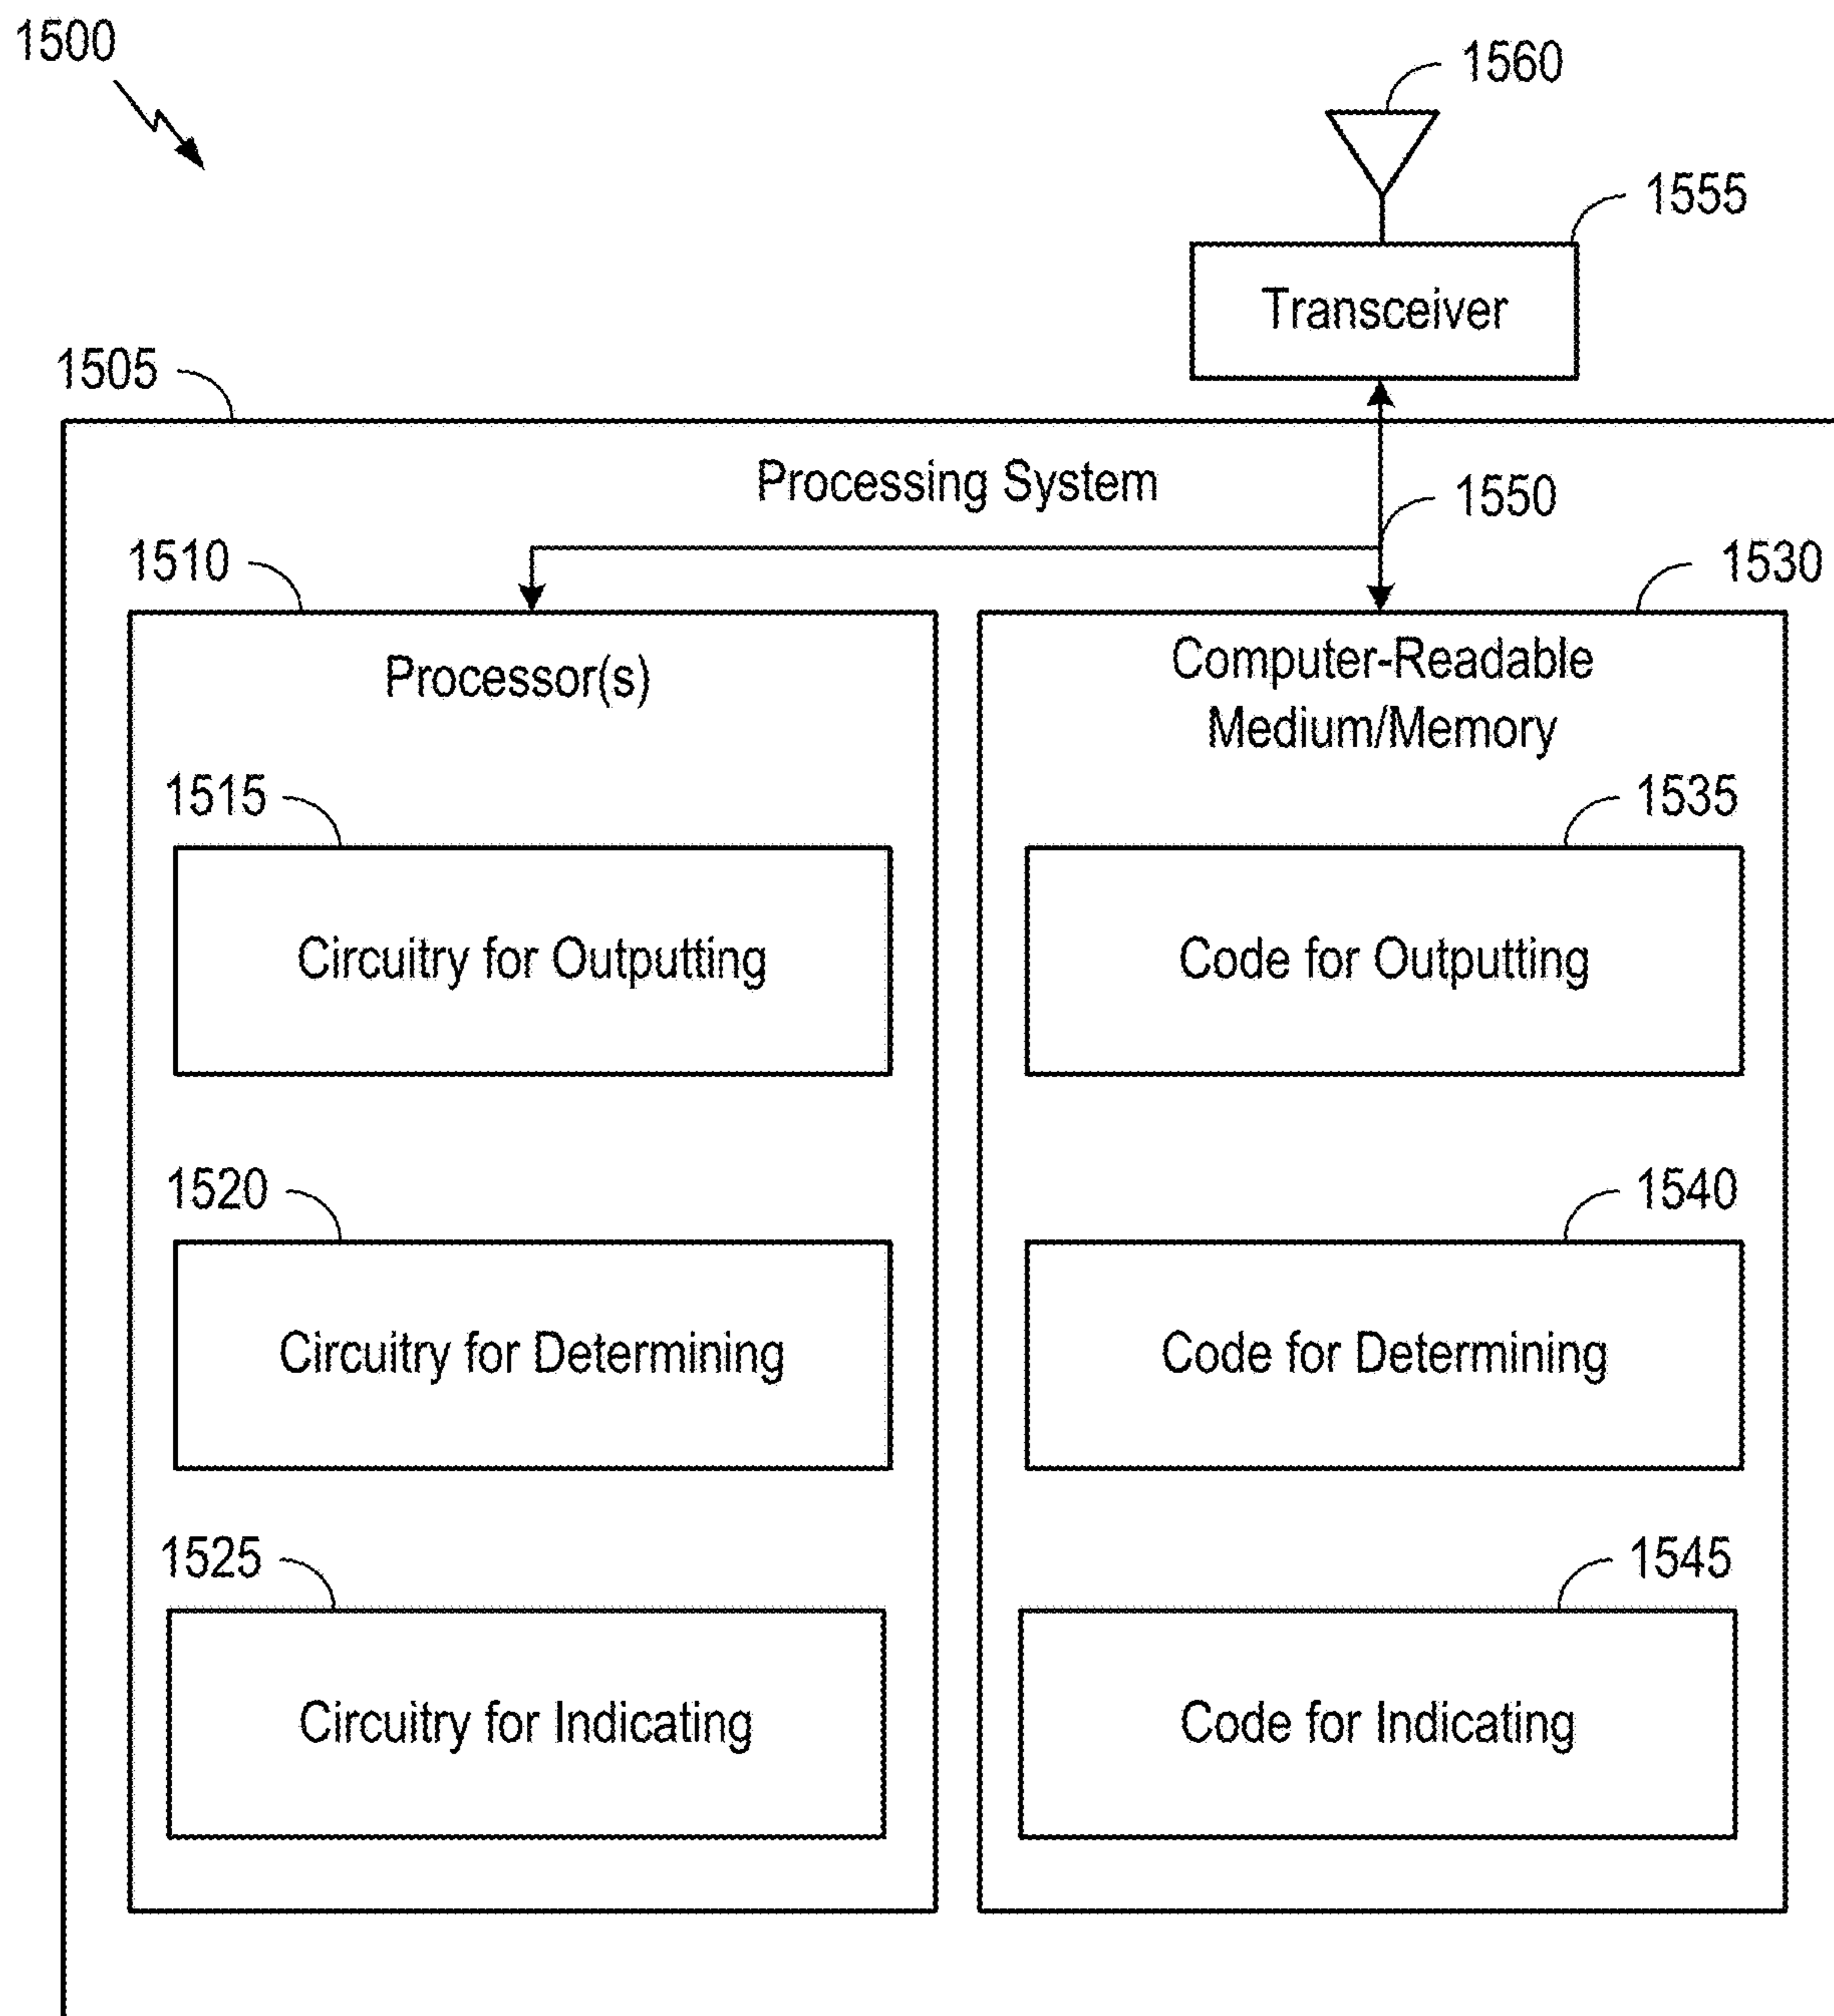 1500
1560
1555
Transceiver
1505
Processing System
1550
1510
1530
Processor(s)
Computer-Readable
Medium/Memory
1515
1535
Circuitry for Outputting
Code for Outputting
1520
1540
Circuitry for Determining
Code for Determining
1525
1545
Circuitry for Indicating
Code for Indicating